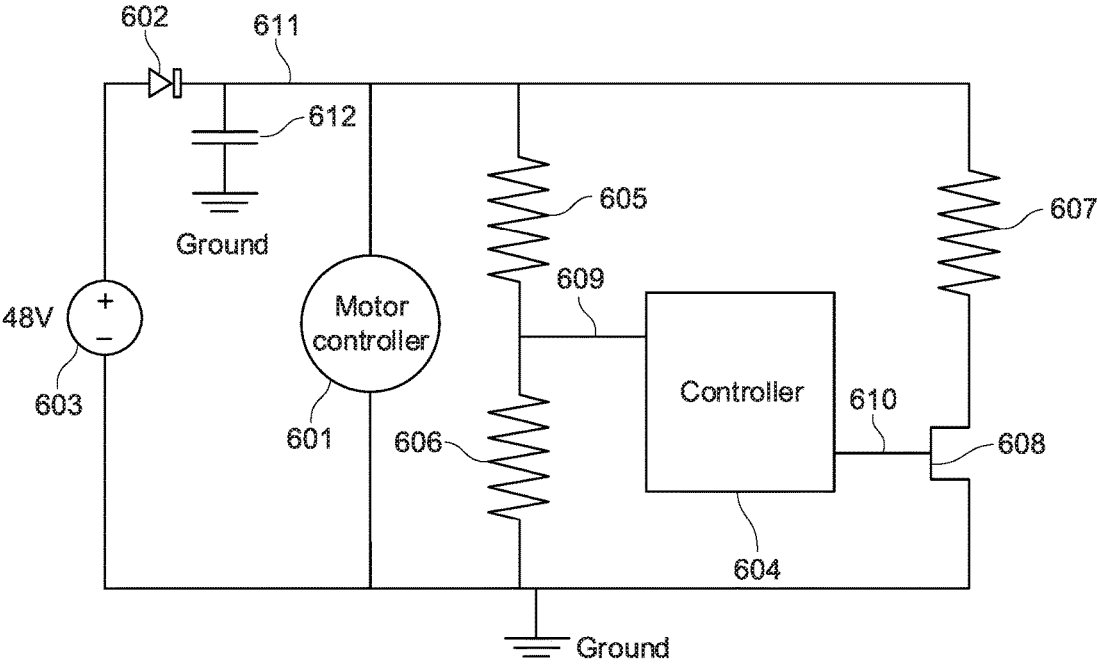 602
611
612
Ground
605
607
609
48V
+
−
603
Motor
controller
601
606
Controller
610
608
604
Ground